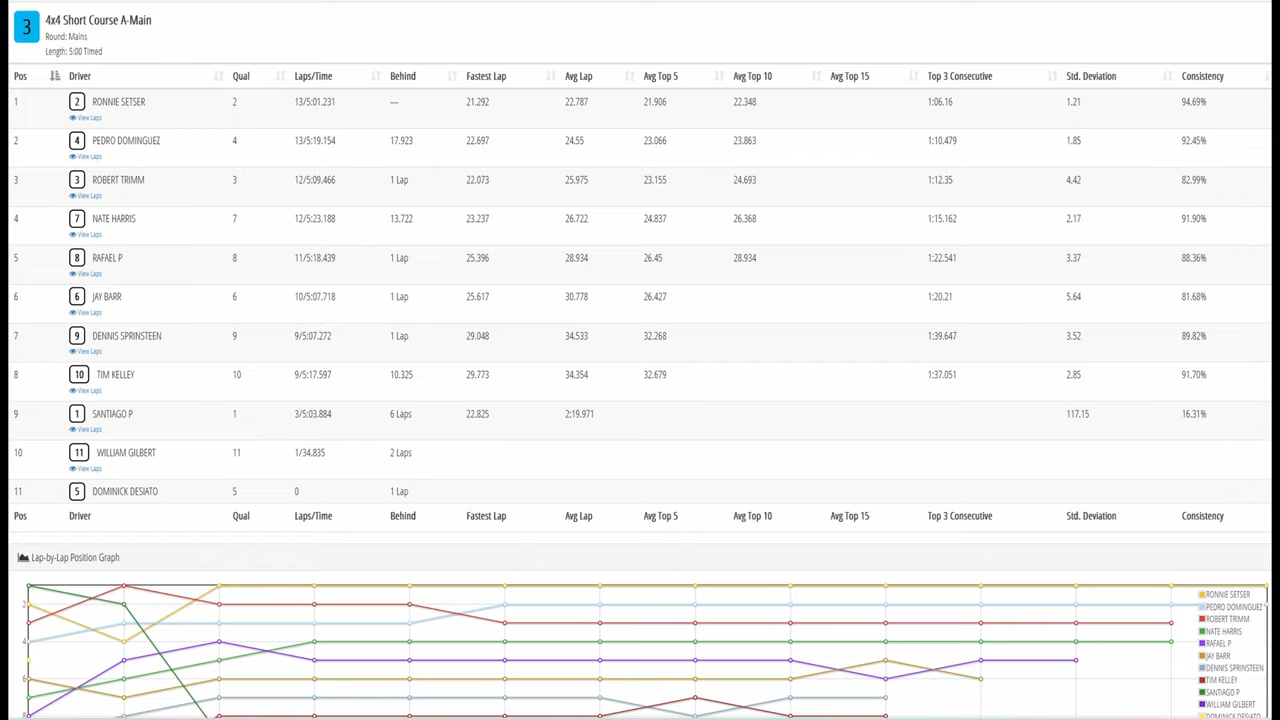 3
4x4 Short Course A-Main
Round: Mains
Length: 5:00 Timed
Pos Driver Qual Laps/Time Behind Fastest Lap Avg Lap Avg Top 5 Avg Top 10 Avg Top 15 Top 3 Consecutive Std. Deviation Consistency
1 2 RONNIE SETSER 2 13/5:01.231 --- 21.292 22.787 21.906 22.348 1:06.16 1.21 94.69%
View Laps
2 4 PEDRO DOMINGUEZ 4 13/5:19.154 17.923 22.697 24.55 23.066 23.863 1:10.479 1.85 92.45%
View Laps
3 3 ROBERT TRIMM 3 12/5:09.466 1 Lap 22.073 25.975 23.155 24.693 1:12.35 4.42 82.99%
View Laps
4 7 NATE HARRIS 7 12/5:23.188 13.722 23.237 26.722 24.837 26.368 1:15.162 2.17 91.90%
View Laps
5 8 RAFAEL P 8 11/5:18.439 1 Lap 25.396 28.934 26.45 28.934 1:22.541 3.37 88.36%
View Laps
6 6 JAY BARR 6 10/5:07.718 1 Lap 25.617 30.778 26.427 1:20.21 5.64 81.68%
View Laps
7 9 DENNIS SPRINSTEEN 9 9/5:07.272 1 Lap 29.048 34.533 32.268 1:39.647 3.52 89.82%
View Laps
8 10 TIM KELLEY 10 9/5:17.597 10.325 29.773 34.354 32.679 1:37.051 2.85 91.70%
View Laps
9 1 SANTIAGO P 1 3/5:03.884 6 Laps 22.825 2:19.971 117.15 16.31%
View Laps
10 11 WILLIAM GILBERT 11 1/34.835 2 Laps
View Laps
11 5 DOMINICK DESIATO 5 0 1 Lap
Pos Driver Qual Laps/Time Behind Fastest Lap Avg Lap Avg Top 5 Avg Top 10 Avg Top 15 Top 3 Consecutive Std. Deviation Consistency
Lap-by-Lap Position Graph
2
4
6
8
RONNIE SETSER
PEDRO DOMINGUEZ
ROBERT TRIMM
NATE HARRIS
RAFAEL P
JAY BARR
DENNIS SPRINSTEEN
TIM KELLEY
SANTIAGO P
WILLIAM GILBERT
DOMINICK DESIATO